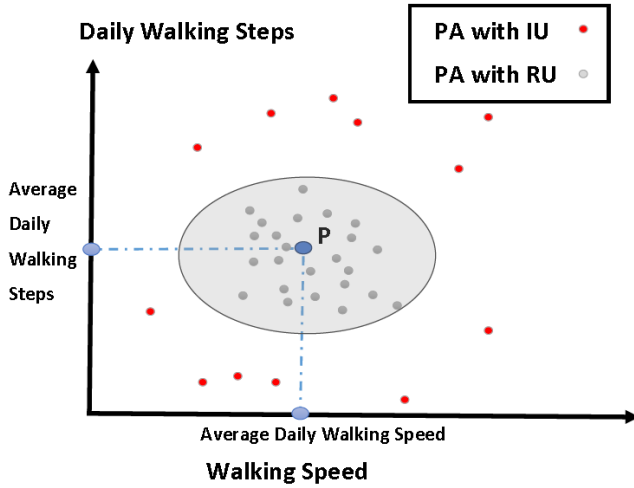 Daily Walking Steps
PA with IU
PA with RU
Average
Daily
Walking
Steps
P
Average Daily Walking Speed
Walking Speed